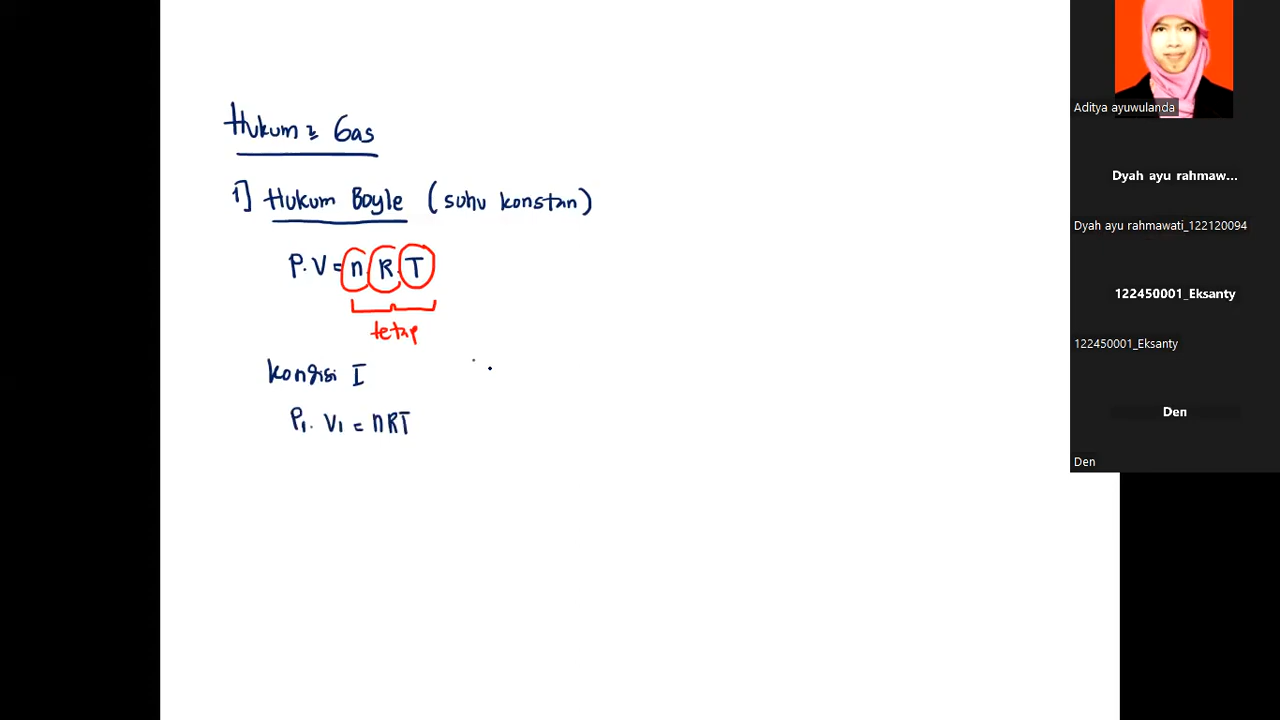 Hukum2 Gas
1] Hukum Boyle (suhu konstan)
P.V = n R T
tetap
Kondisi I
P1. V1 = nRT
Aditya ayuwulanda
Dyah ayu rahmaw...
Dyah ayu rahmawati_122120094
122450001_Eksanty
122450001_Eksanty
Den
Den